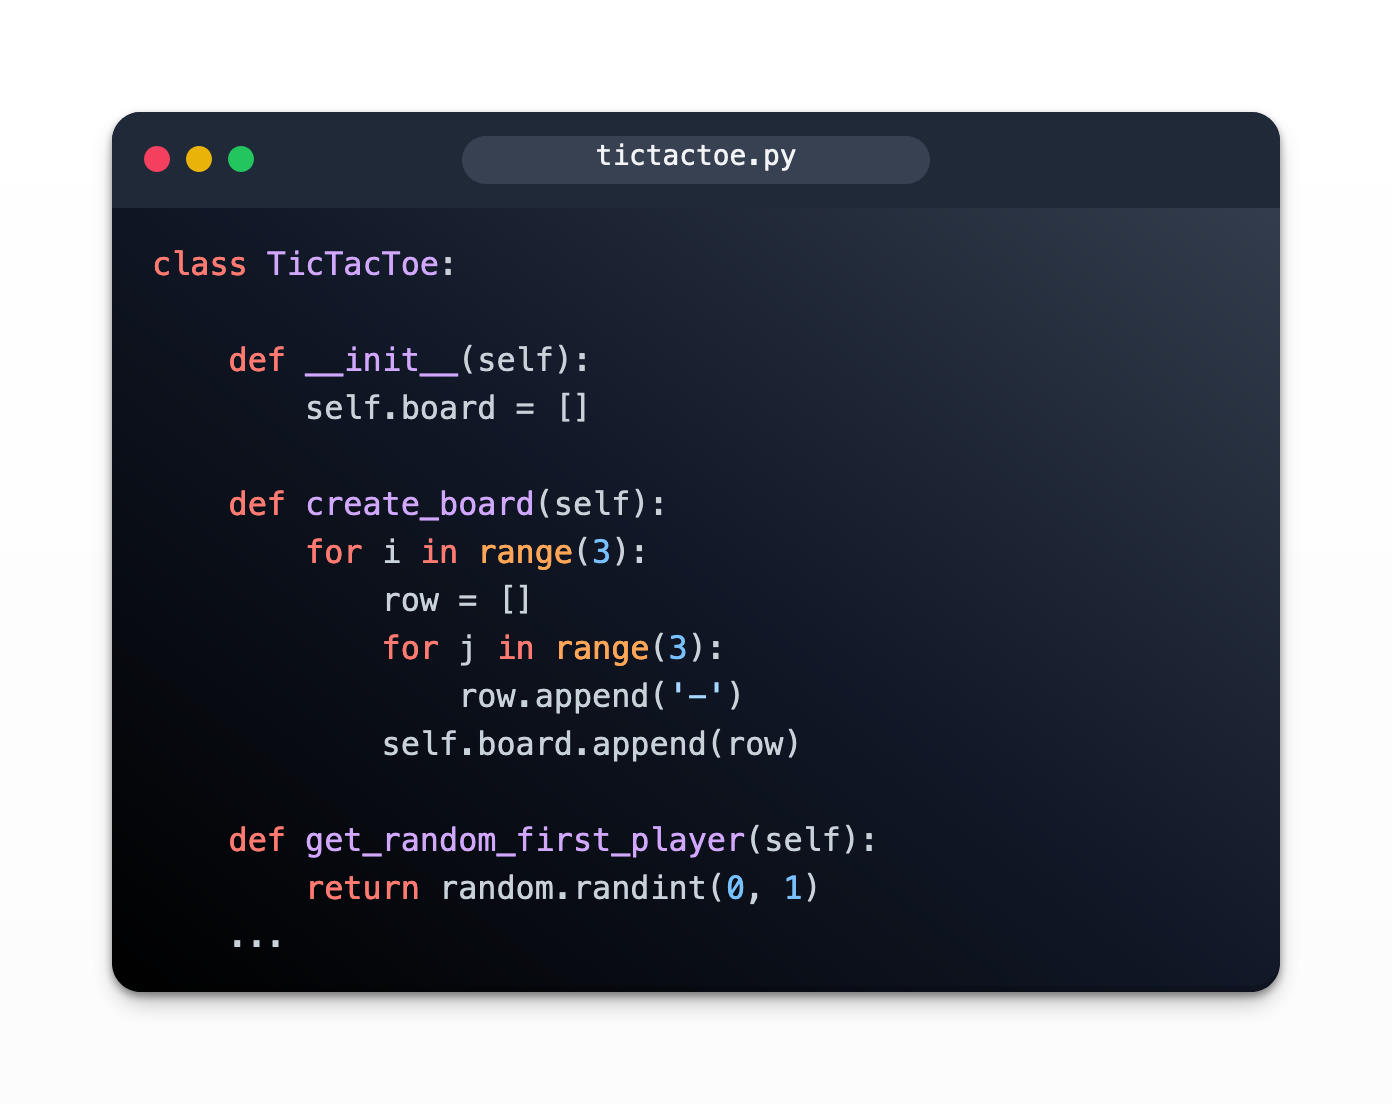 tictactoe.py
class TicTacToe:
    def __init__(self):
        self.board = []
    def create_board(self):
        for i in range(3):
            row = []
            for j in range(3):
                row.append('-')
            self.board.append(row)
    def get_random_first_player(self):
        return random.randint(0, 1)
    ...